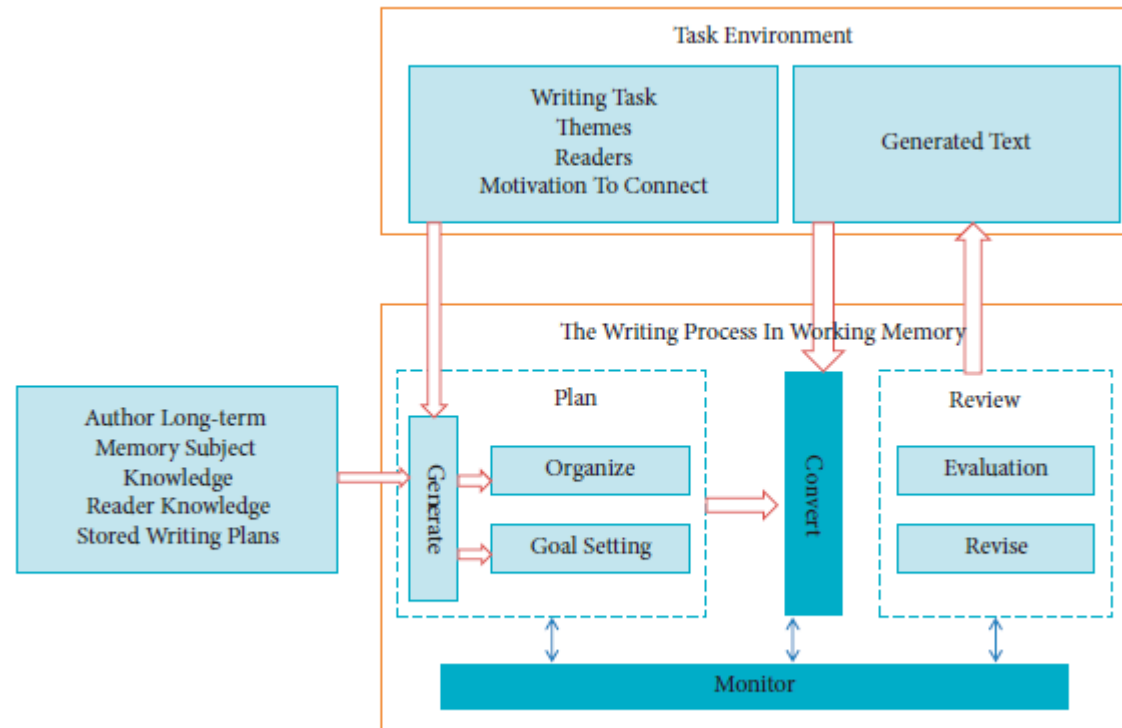 Task Environment
Writing Task
Themes
Readers
Motivation To Connect
Generated Text
The Writing Process In Working Memory
Author Long-term
Memory Subject
Knowledge
Reader Knowledge
Stored Writing Plans
Plan
Generate
Organize
Goal Setting
Convert
Review
Evaluation
Revise
Monitor